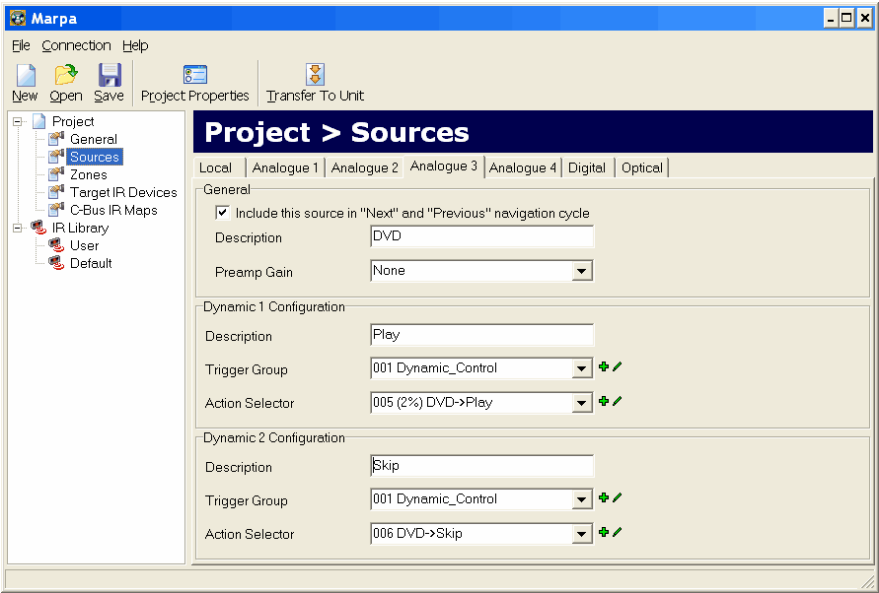 Marpa
File Connection Help
New Open Save Project Properties Transfer To Unit
Project
General
Sources
Zones
Target IR Devices
C-Bus IR Maps
IR Library
User
Default
Project > Sources
Local Analogue 1 Analogue 2 Analogue 3 Analogue 4 Digital Optical
General
Include this source in "Next" and "Previous" navigation cycle
Description DVD
Preamp Gain None
Dynamic 1 Configuration
Description Play
Trigger Group 001 Dynamic_Control
Action Selector 005 (2%) DVD->Play
Dynamic 2 Configuration
Description Skip
Trigger Group 001 Dynamic_Control
Action Selector 006 DVD->Skip